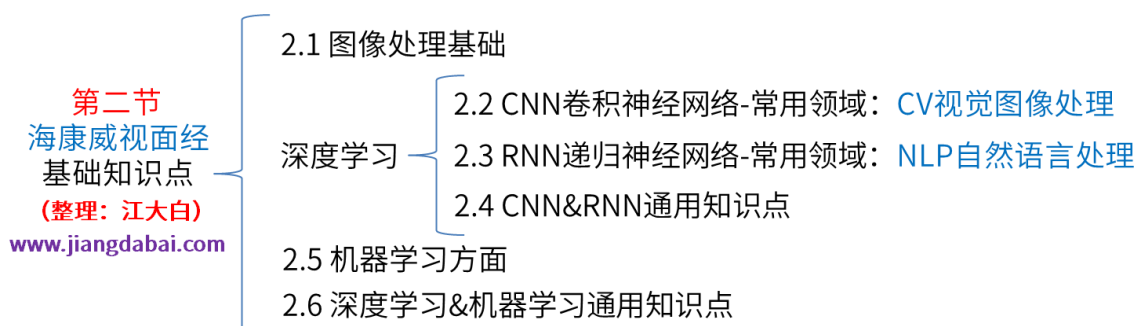 第二节
海康威视面经
基础知识点
（整理：江大白）
www.jiangdabai.com
2.1 图像处理基础
深度学习
2.2 CNN卷积神经网络-常用领域：CV视觉图像处理
2.3 RNN递归神经网络-常用领域：NLP自然语言处理
2.4 CNN&RNN通用知识点
2.5 机器学习方面
2.6 深度学习&机器学习通用知识点